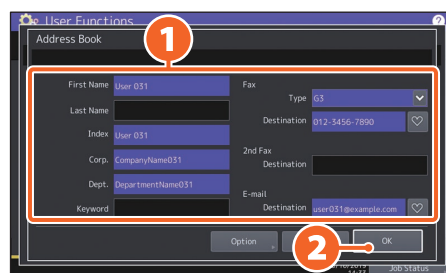 User Functions
?
Address Book
1
First Name User 031
Last Name
Index User 031
Corp. CompanyName031
Dept. DepartmentName031
Keyword
Fax
Type G3
Destination 012-3456-7890
2nd Fax
Destination
E-mail
Destination user031@example.com
Option
2
OK
Job Status